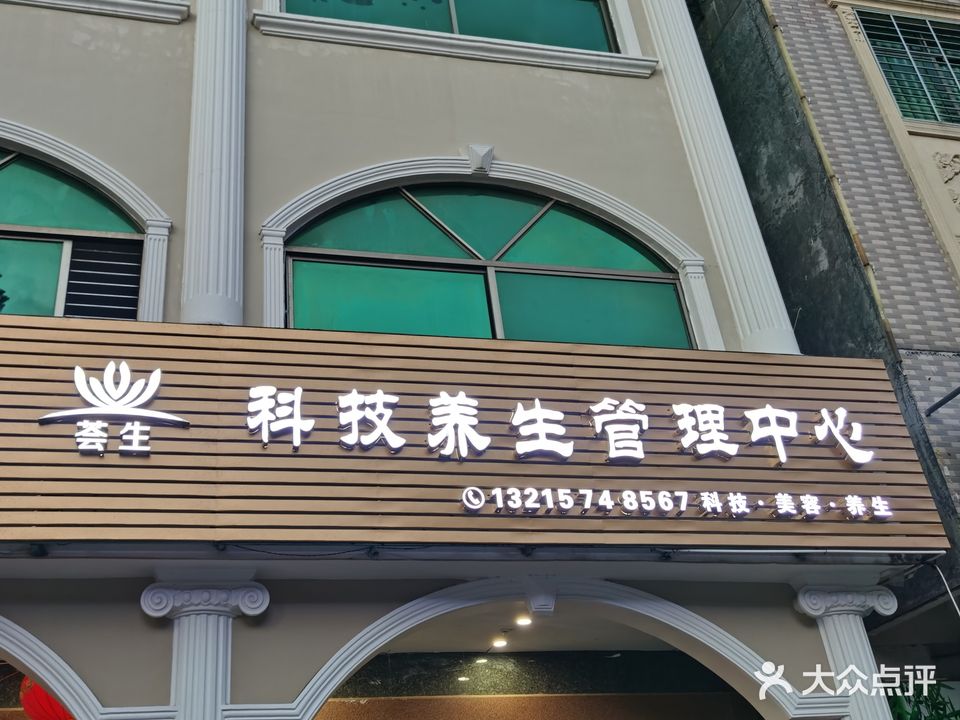 荟生
科技养生管理中心
13215748567 科技·美容·养生
大众点评